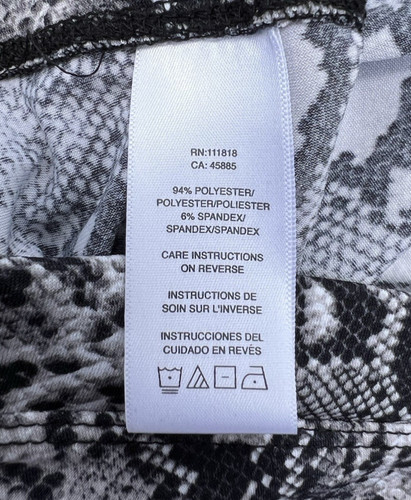 RN:111818
CA: 45885
94% POLYESTER/
POLYESTER/POLIESTER
6% SPANDEX/
SPANDEX/SPANDEX
CARE INSTRUCTIONS
ON REVERSE
INSTRUCTIONS DE
SOIN SUR L'INVERSE
INSTRUCCIONES DEL
CUIDADO EN REVÉS